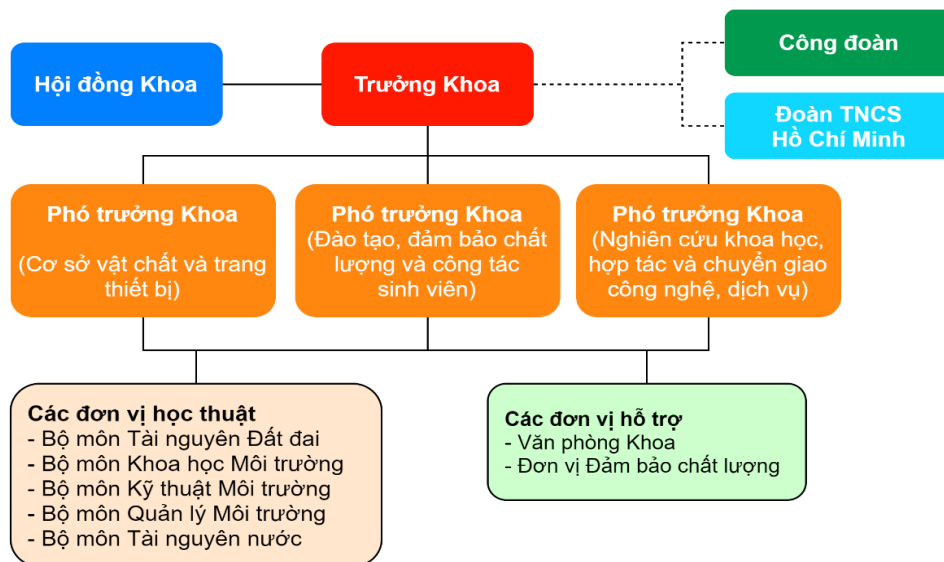 Công đoàn
Hội đồng Khoa
Trưởng Khoa
Đoàn TNCS
Hồ Chí Minh
Phó trưởng Khoa
(Cơ sở vật chất và trang
thiết bị)
Phó trưởng Khoa
(Đào tạo, đảm bảo chất
lượng và công tác
sinh viên)
Phó trưởng Khoa
(Nghiên cứu khoa học,
hợp tác và chuyển giao
công nghệ, dịch vụ)
Các đơn vị học thuật
- Bộ môn Tài nguyên Đất đai
- Bộ môn Khoa học Môi trường
- Bộ môn Kỹ thuật Môi trường
- Bộ môn Quản lý Môi trường
- Bộ môn Tài nguyên nước
Các đơn vị hỗ trợ
- Văn phòng Khoa
- Đơn vị Đảm bảo chất lượng